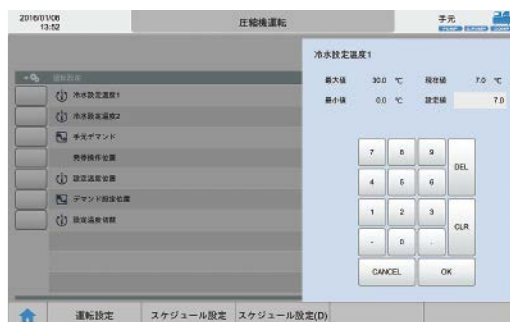 2016/01/06
13:52
圧縮機運転
手元
冷水設定温度1
最大値 30.0 ℃ 現在値 7.0 ℃
最小値 0.0 ℃ 設定値 7.0
運転設定
冷水設定温度1
冷水設定温度2
手元デマンド
発停操作位置
設定温度位置
デマンド設定位置
設定温度切替
7 8 9 DEL
4 5 6
1 2 3 CLR
- 0 .
CANCEL OK
運転設定 スケジュール設定 スケジュール設定(D)